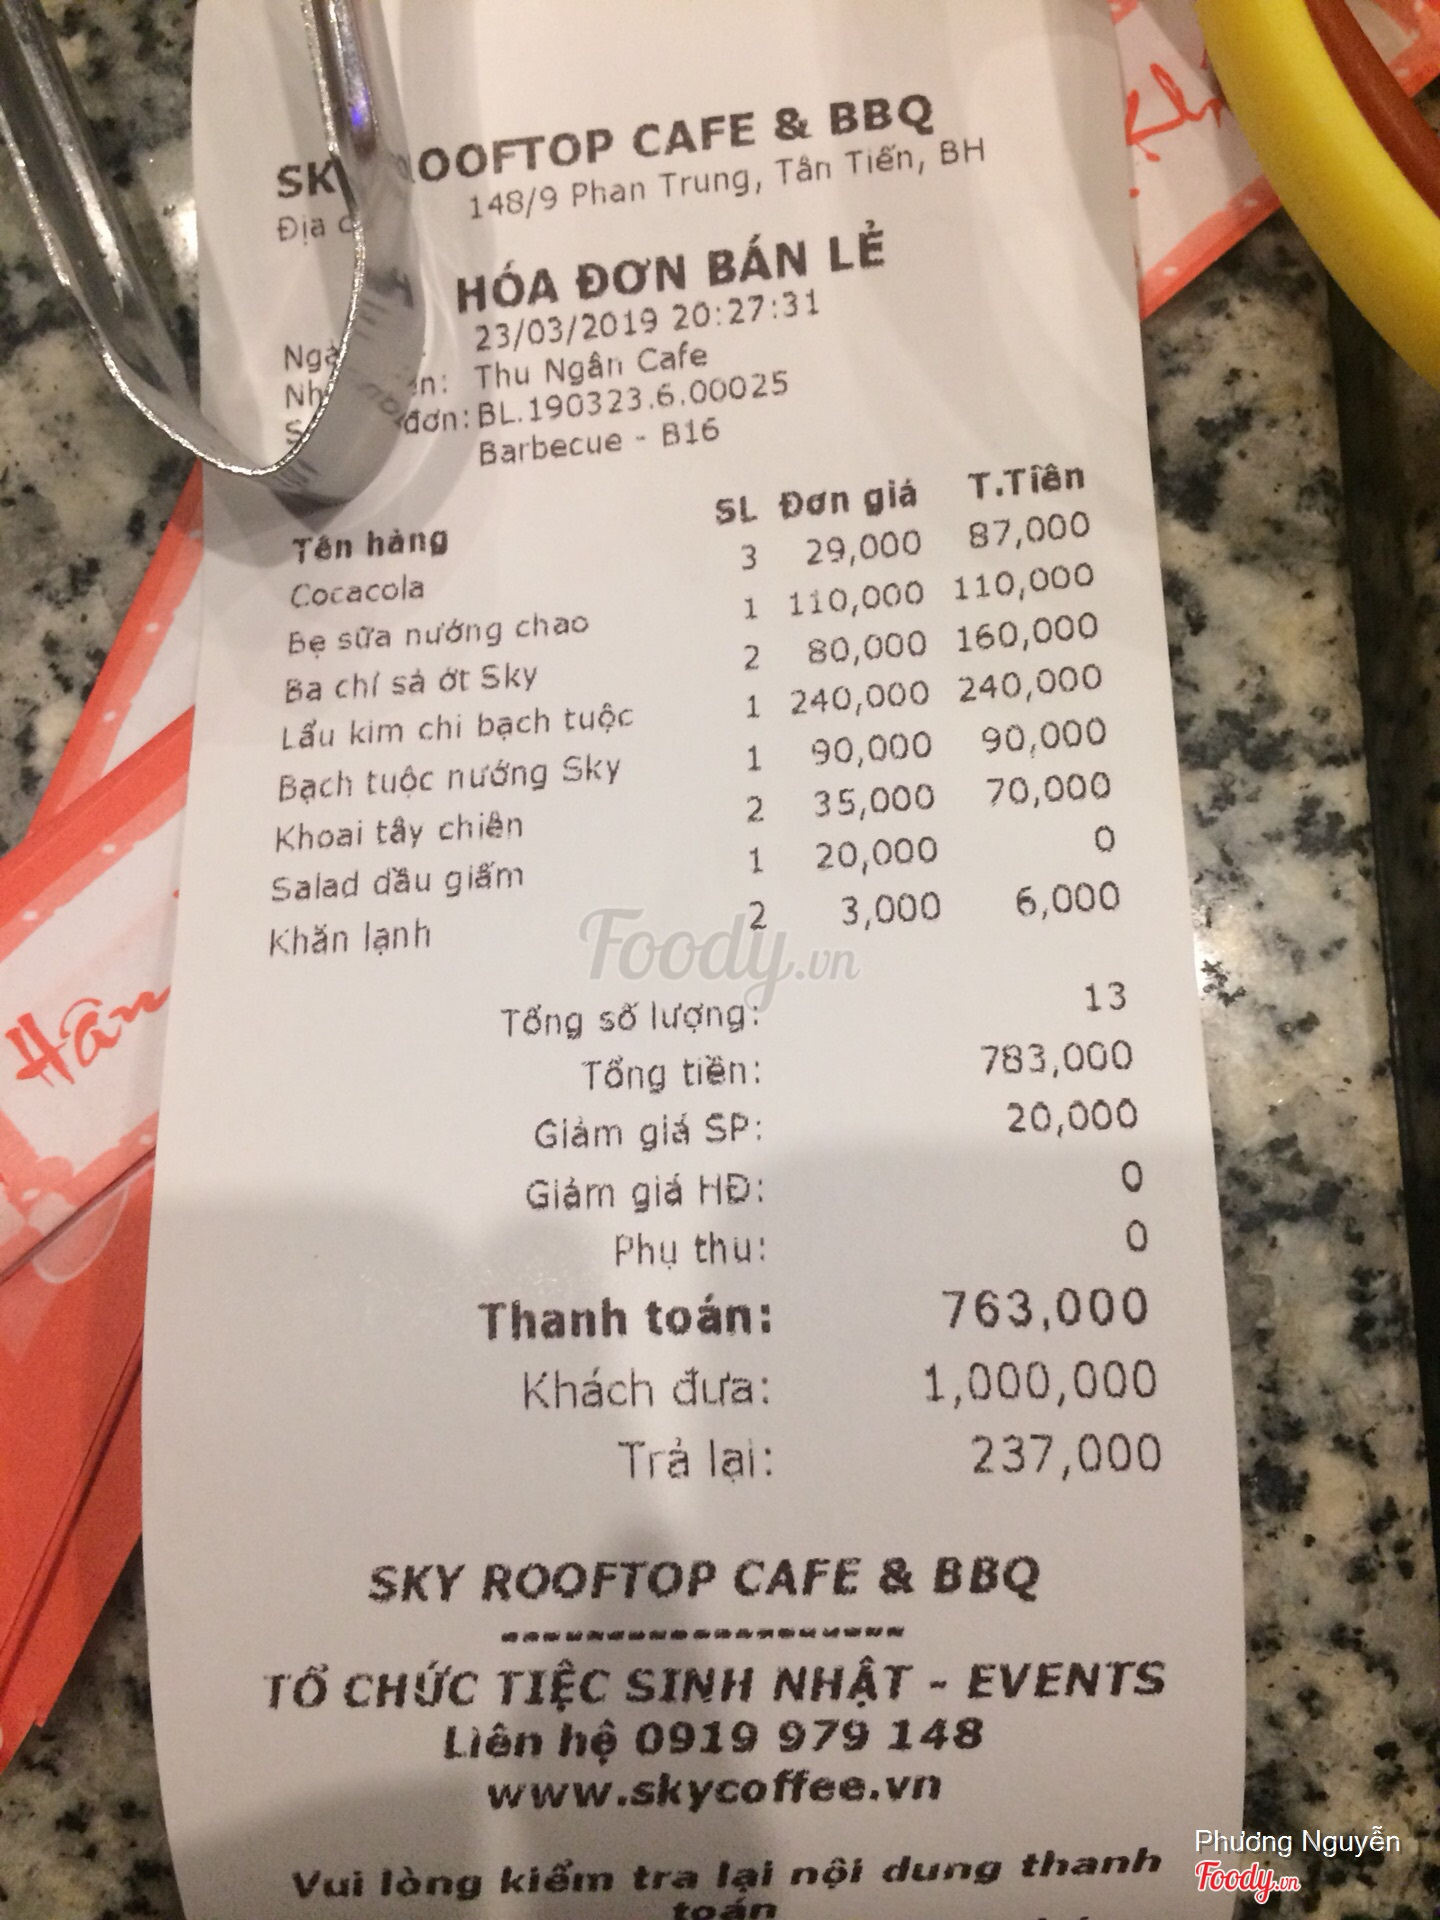 SKY ROOFTOP CAFE & BBQ
Địa 148/9 Phan Trung, Tân Tiến, BH
HÓA ĐƠN BÁN LẺ
23/03/2019 20:27:31
Thu Ngân Cafe
đơn: BL.190323.6.00025
Barbecue - B16
Tên hàng SL Đơn giá T.Tiền
Cocacola 3 29,000 87,000
Bẹ sữa nướng chao 1 110,000 110,000
Ba chỉ sả ớt Sky 2 80,000 160,000
Lẩu kim chi bạch tuộc 1 240,000 240,000
Bạch tuộc nướng Sky 1 90,000 90,000
Khoai tây chiên 2 35,000 70,000
Salad dầu giấm 1 20,000 0
Khăn lạnh 2 3,000 6,000
Foody.vn
Tổng số lượng: 13
Tổng tiền: 783,000
Giảm giá SP: 20,000
Giảm giá HĐ: 0
Phụ thu: 0
Thanh toán: 763,000
Khách đưa: 1,000,000
Trả lại: 237,000
SKY ROOFTOP CAFE & BBQ
--------------------
TỔ CHỨC TIỆC SINH NHẬT - EVENTS
Liên hệ 0919 979 148
www.skycoffee.vn
Vui lòng kiểm tra lại nội dung thanh
toán
Hân
Phương Nguyễn
Foody.vn